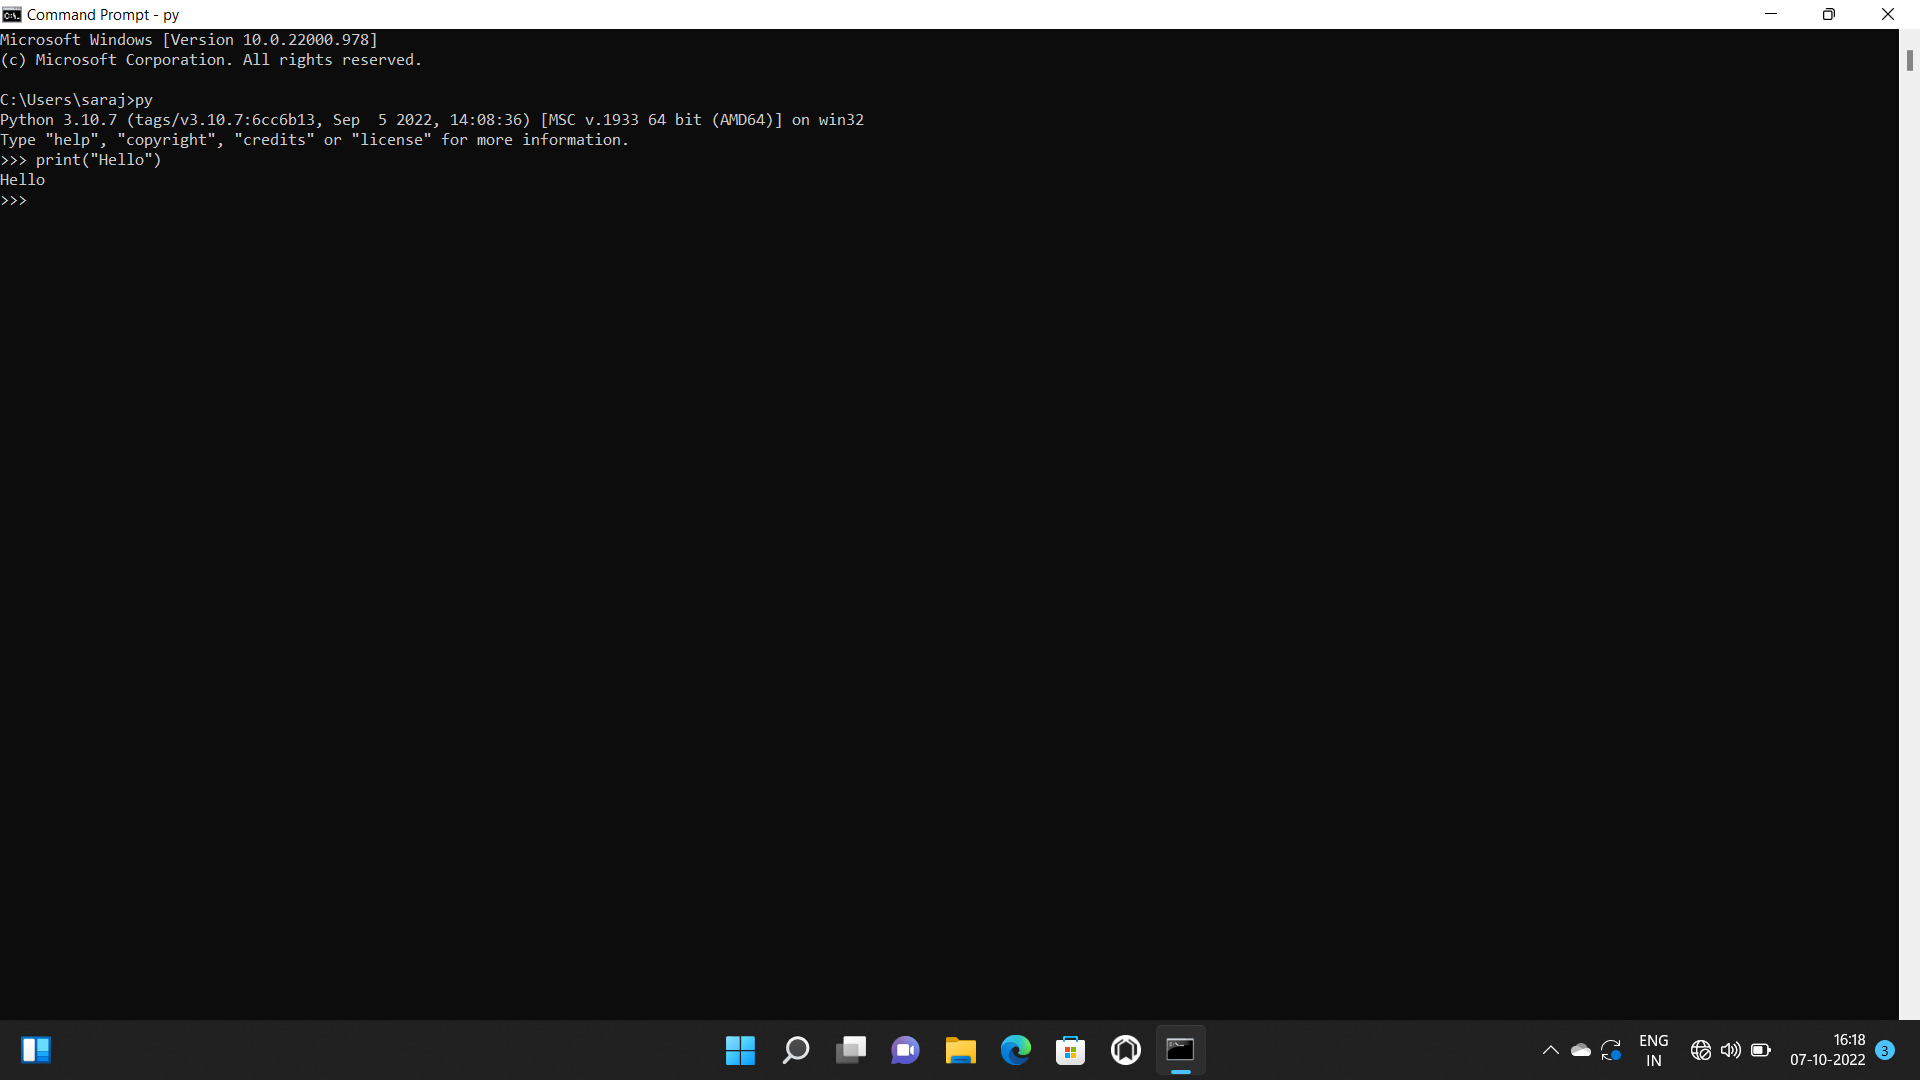 Command Prompt - py
Microsoft Windows [Version 10.0.22000.978]
(c) Microsoft Corporation. All rights reserved.
C:\Users\saraj>py
Python 3.10.7 (tags/v3.10.7:6cc6b13, Sep  5 2022, 14:08:36) [MSC v.1933 64 bit (AMD64)] on win32
Type "help", "copyright", "credits" or "license" for more information.
>>> print("Hello")
Hello
>>>
ENG
IN
16:18
07-10-2022
3